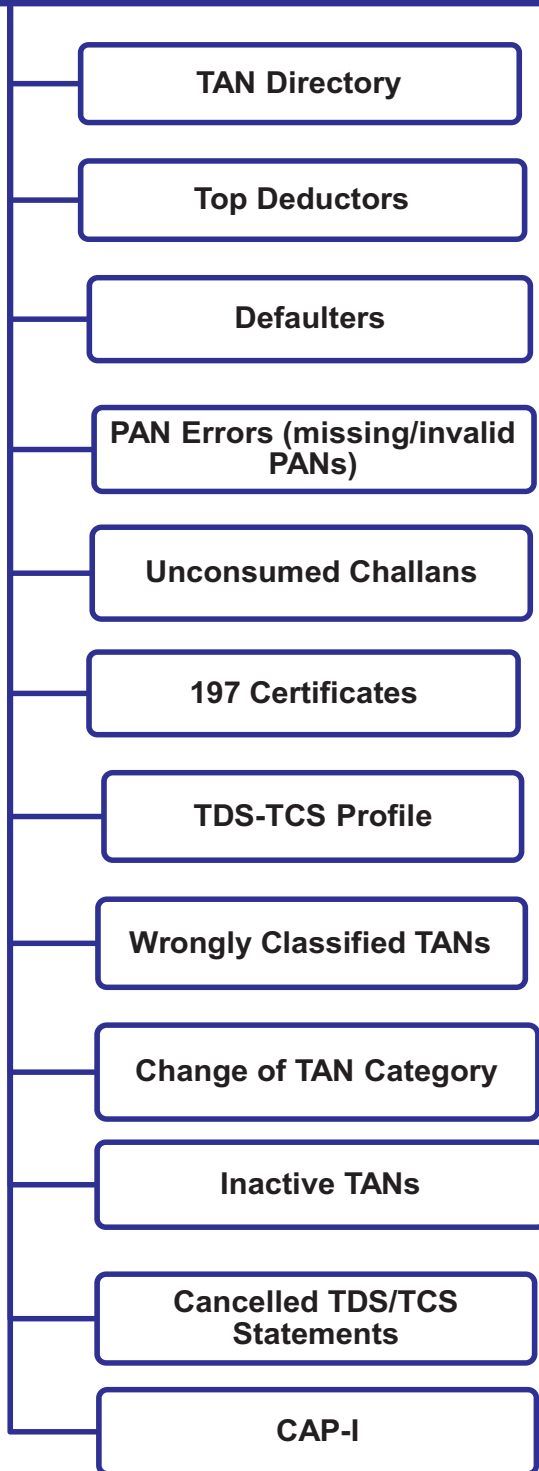 TAN Directory
Top Deductors
Defaulters
PAN Errors (missing/invalid
PANs)
Unconsumed Challans
197 Certificates
TDS-TCS Profile
Wrongly Classified TANs
Change of TAN Category
Inactive TANs
Cancelled TDS/TCS
Statements
CAP-I